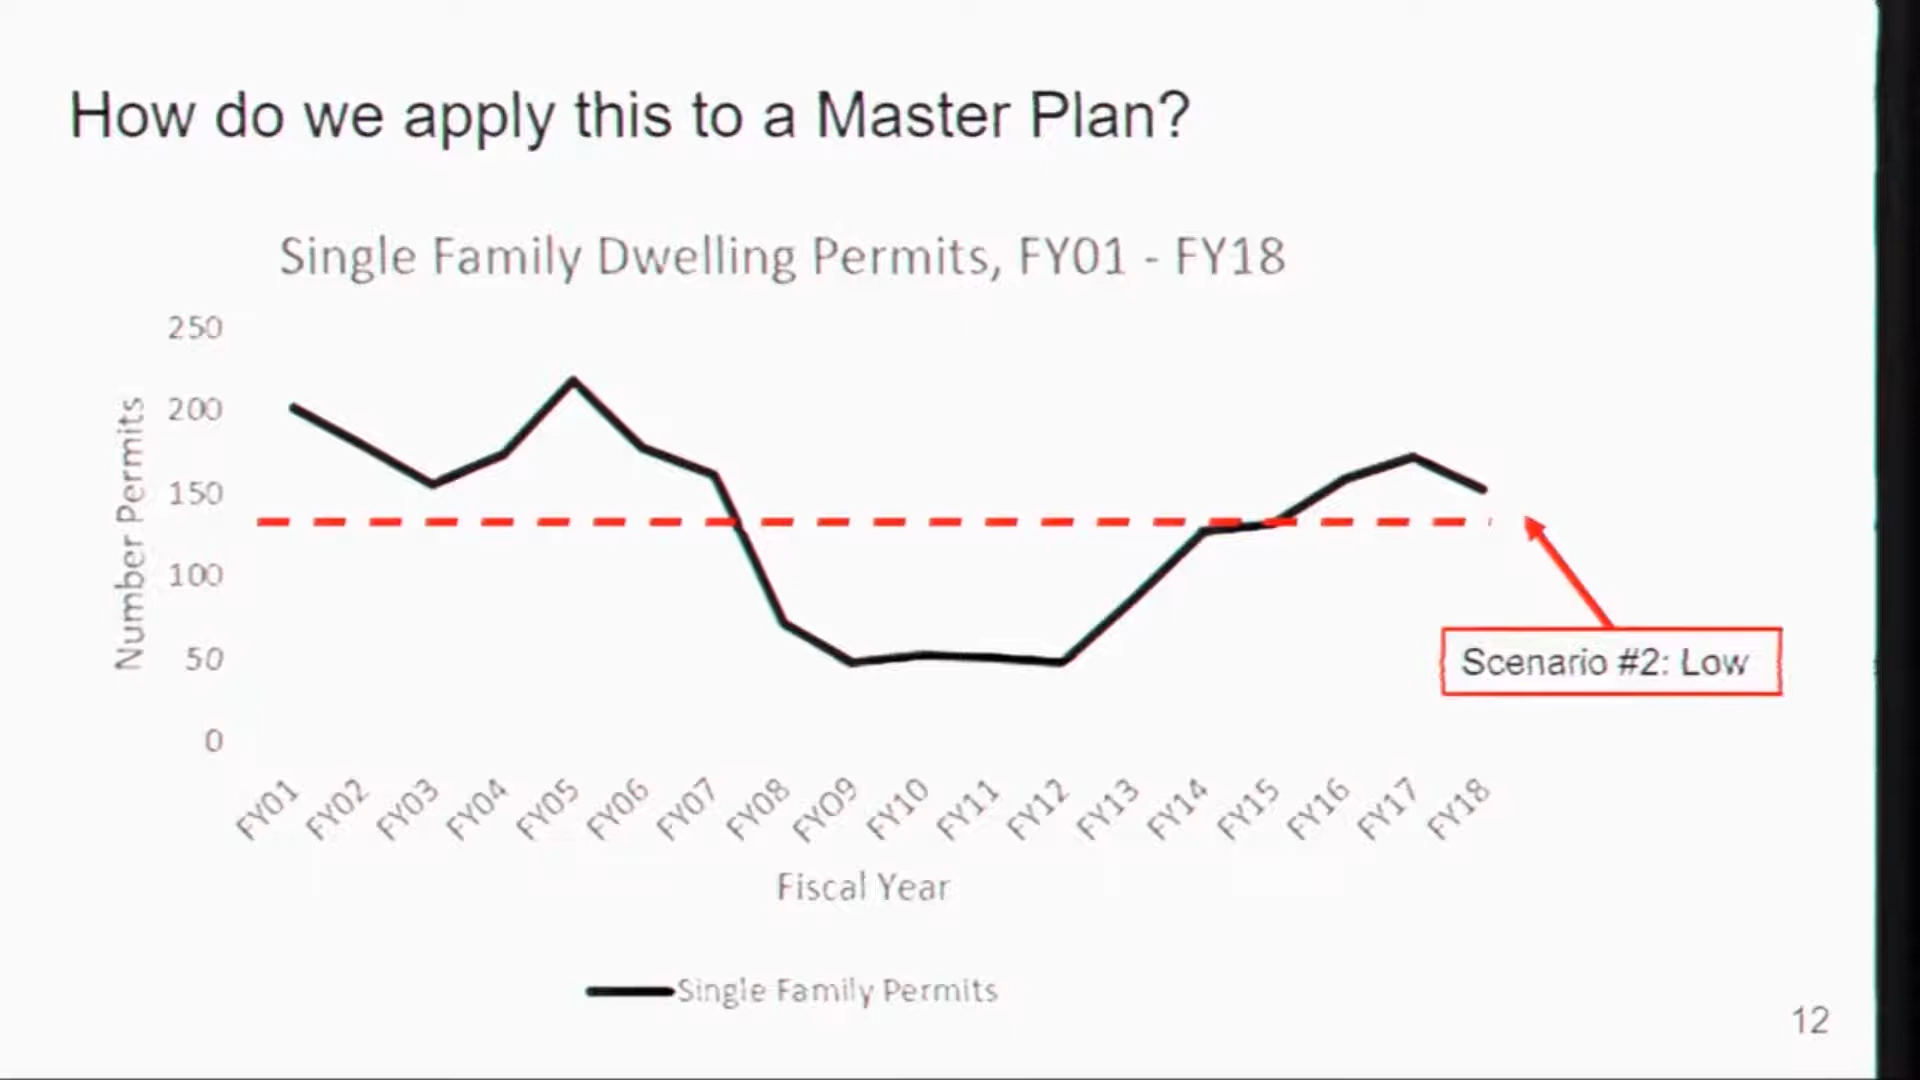 How do we apply this to a Master Plan?
Single Family Dwelling Permits, FY01 - FY18
250
200
150
100
50
0
Number Permits
FY01
FY02
FY03
FY04
FY05
FY06
FY07
FY08
FY09
FY10
FY11
FY12
FY13
FY14
FY15
FY16
FY17
FY18
Fiscal Year
Scenario #2: Low
Single Family Permits
12